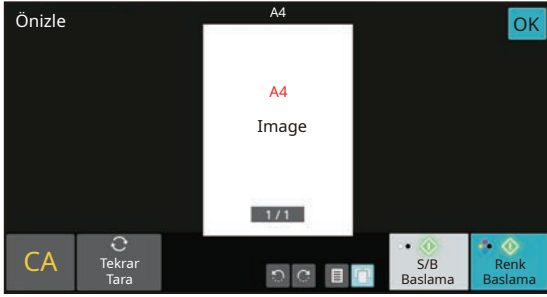 Önizle
A4
OK
A4
Image
1 / 1
CA
Tekrar
Tara
S/B
Baslama
Renk
Baslama